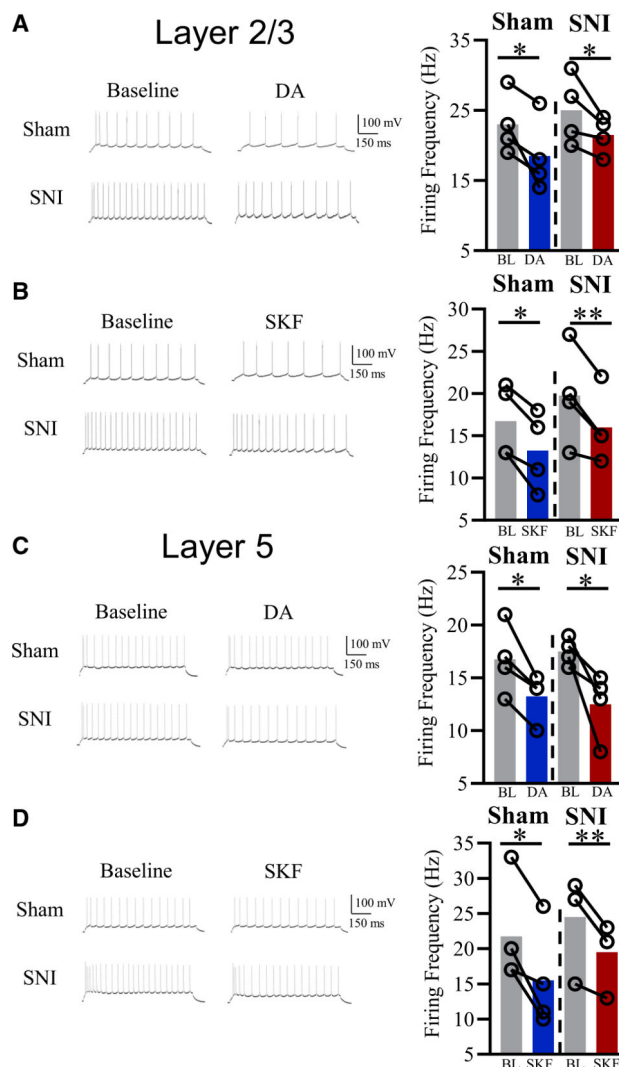 A
Layer 2/3
Baseline DA
Sham
100 mV
150 ms
SNI
Sham SNI
* *
Firing Frequency (Hz)
35
25
15
5
BL DA BL DA
B
Baseline SKF
Sham
100 mV
150 ms
SNI
Sham SNI
* **
Firing Frequency (Hz)
30
25
20
15
10
5
BL SKF BL SKF
C
Layer 5
Baseline DA
Sham
100 mV
150 ms
SNI
Sham SNI
* *
Firing Frequency (Hz)
25
20
15
10
5
BL DA BL DA
D
Baseline SKF
Sham
100 mV
150 ms
SNI
Sham SNI
* **
Firing Frequency (Hz)
35
30
25
20
15
10
5
BL SKF BL SKF